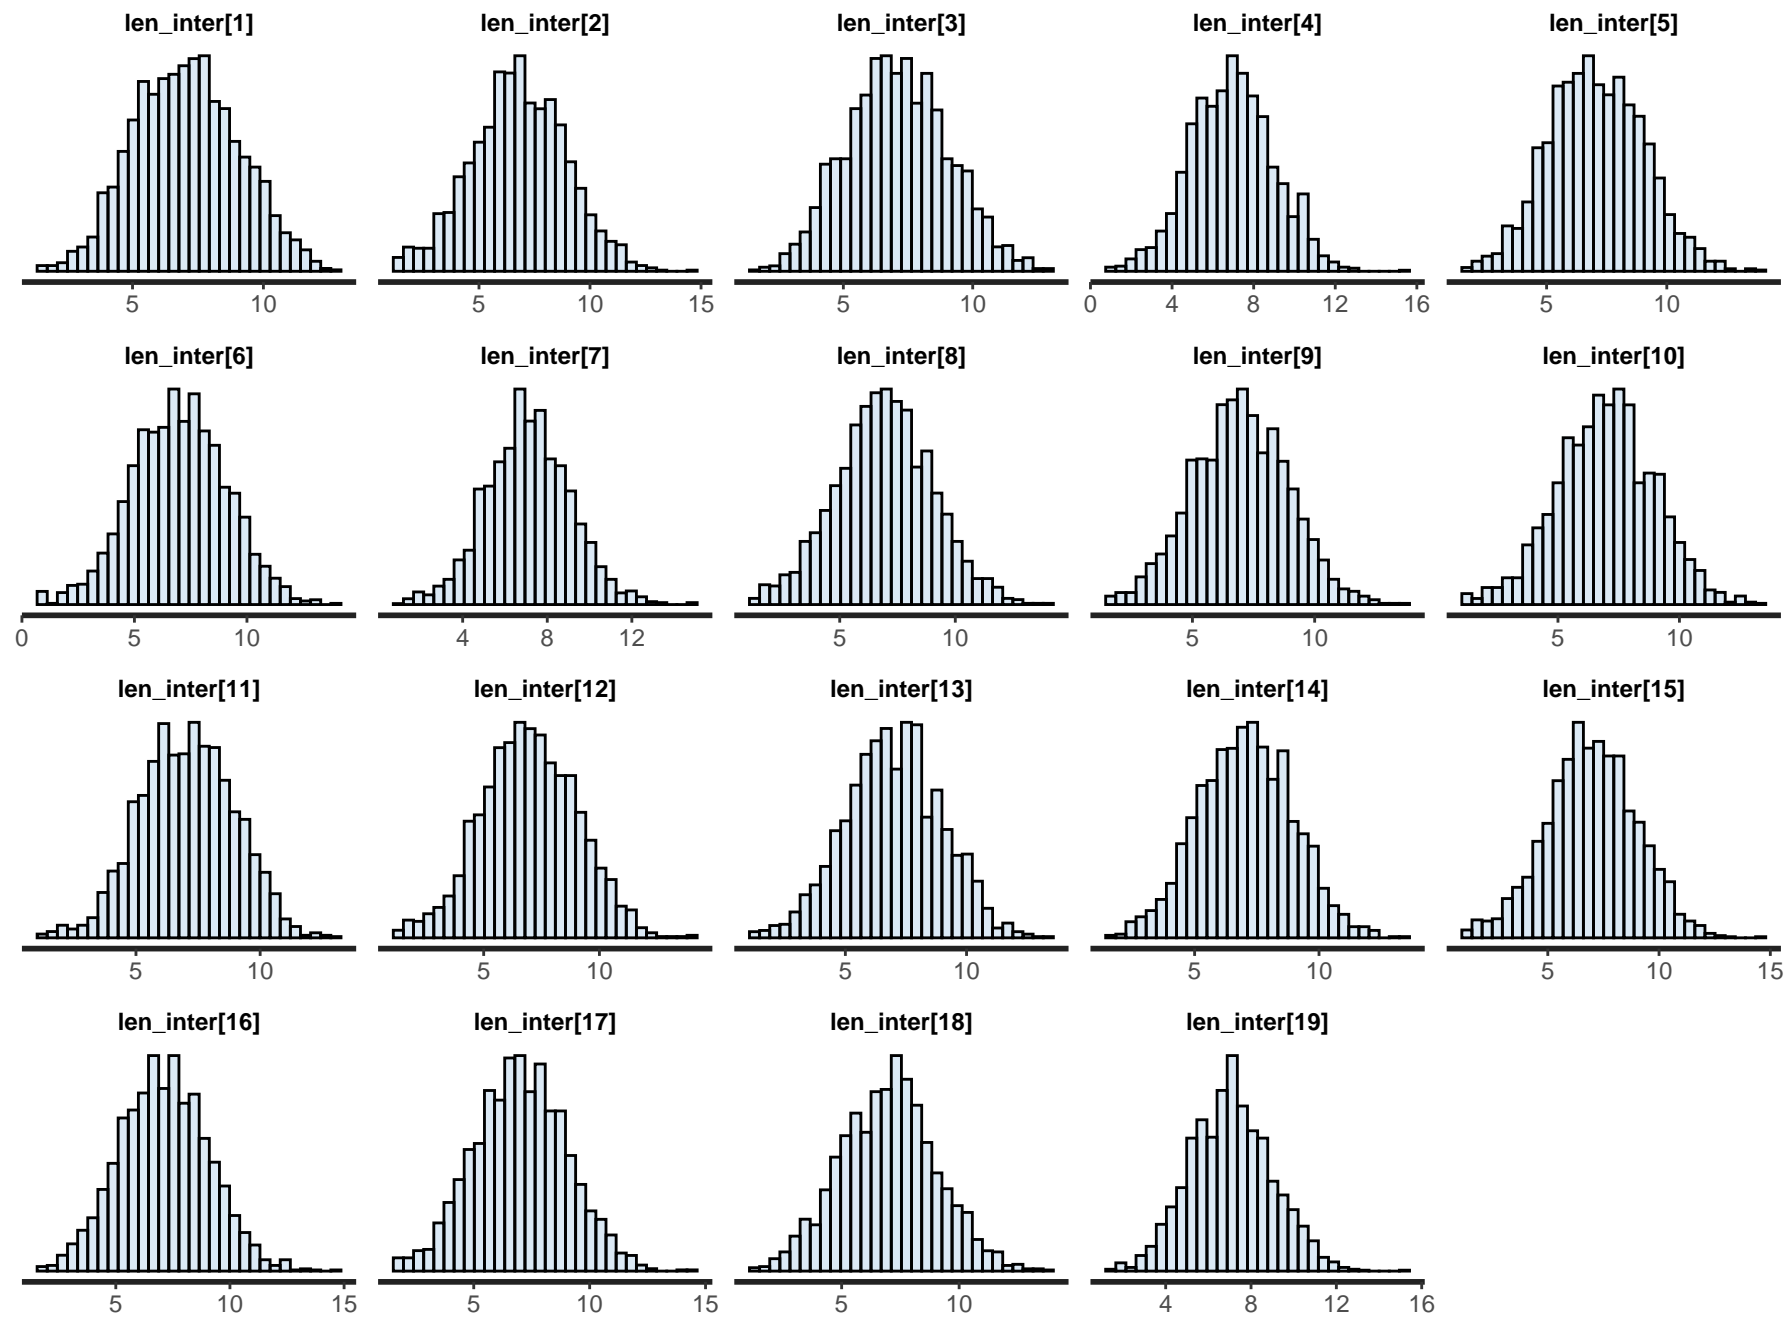 len_inter[1] len_inter[2] len_inter[3] len_inter[4] len_inter[5]
5 10 5 10 15 5 10 0 4 8 12 16 5 10
len_inter[6] len_inter[7] len_inter[8] len_inter[9] len_inter[10]
0 5 10 4 8 12 5 10 5 10 5 10
len_inter[11] len_inter[12] len_inter[13] len_inter[14] len_inter[15]
5 10 5 10 5 10 5 10 5 10 15
len_inter[16] len_inter[17] len_inter[18] len_inter[19]
5 10 15 5 10 15 5 10 4 8 12 16